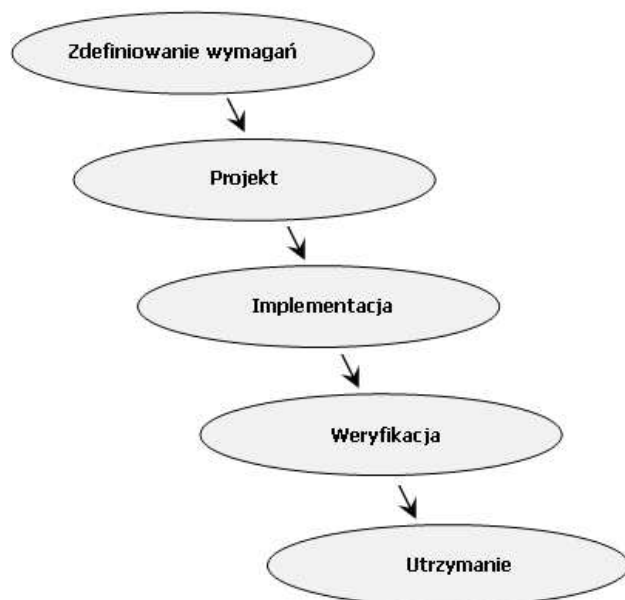 Zdefiniowanie wymagań
Projekt
Implementacja
Weryfikacja
Utrzymanie